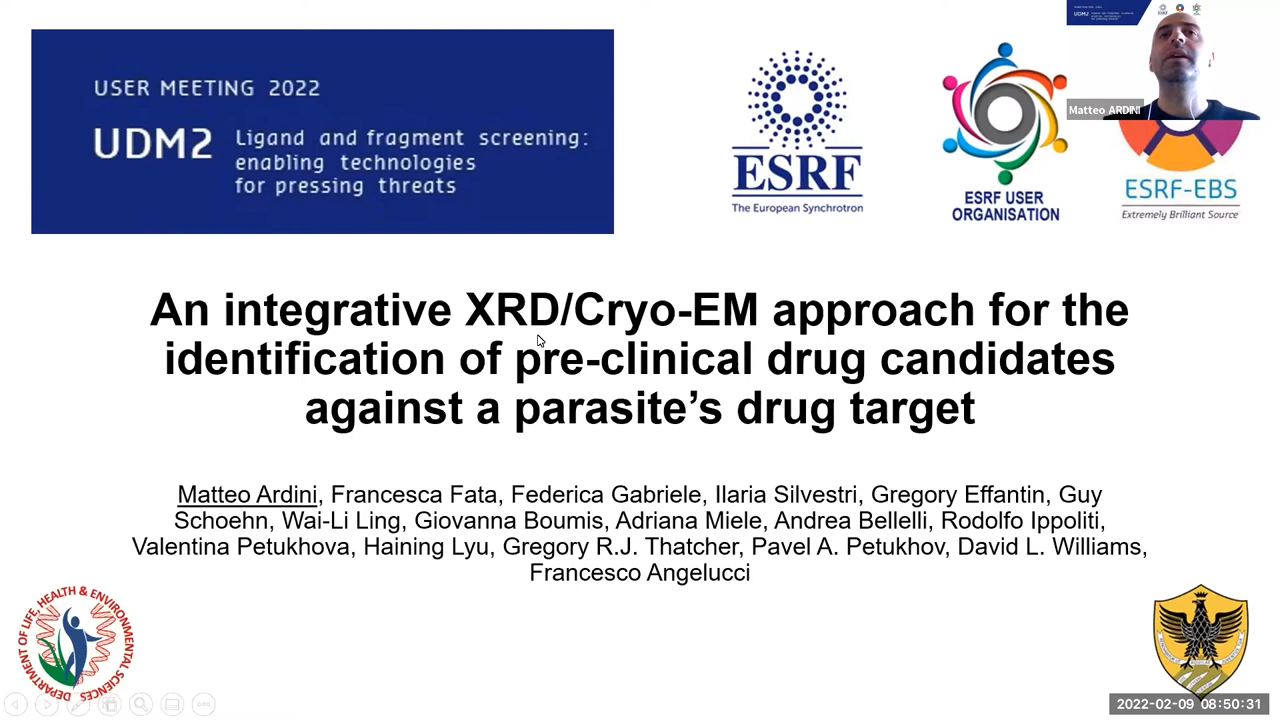 USER MEETING 2022
UDM2
Ligand and fragment screening:
enabling technologies
for pressing threats
ESRF
The European Synchrotron
ESRF USER
ORGANISATION
Matteo ARDINI
ESRF-EBS
Extremely Brilliant Source
An integrative XRD/Cryo-EM approach for the
identification of pre-clinical drug candidates
against a parasite's drug target
Matteo Ardini, Francesca Fata, Federica Gabriele, Ilaria Silvestri, Gregory Effantin, Guy
Schoehn, Wai-Li Ling, Giovanna Boumis, Adriana Miele, Andrea Bellelli, Rodolfo Ippoliti,
Valentina Petukhova, Haining Lyu, Gregory R.J. Thatcher, Pavel A. Petukhov, David L. Williams,
Francesco Angelucci
DEPARTMENT OF LIFE, HEALTH & ENVIRONMENTAL SCIENCES
2022-02-09 08:50:31